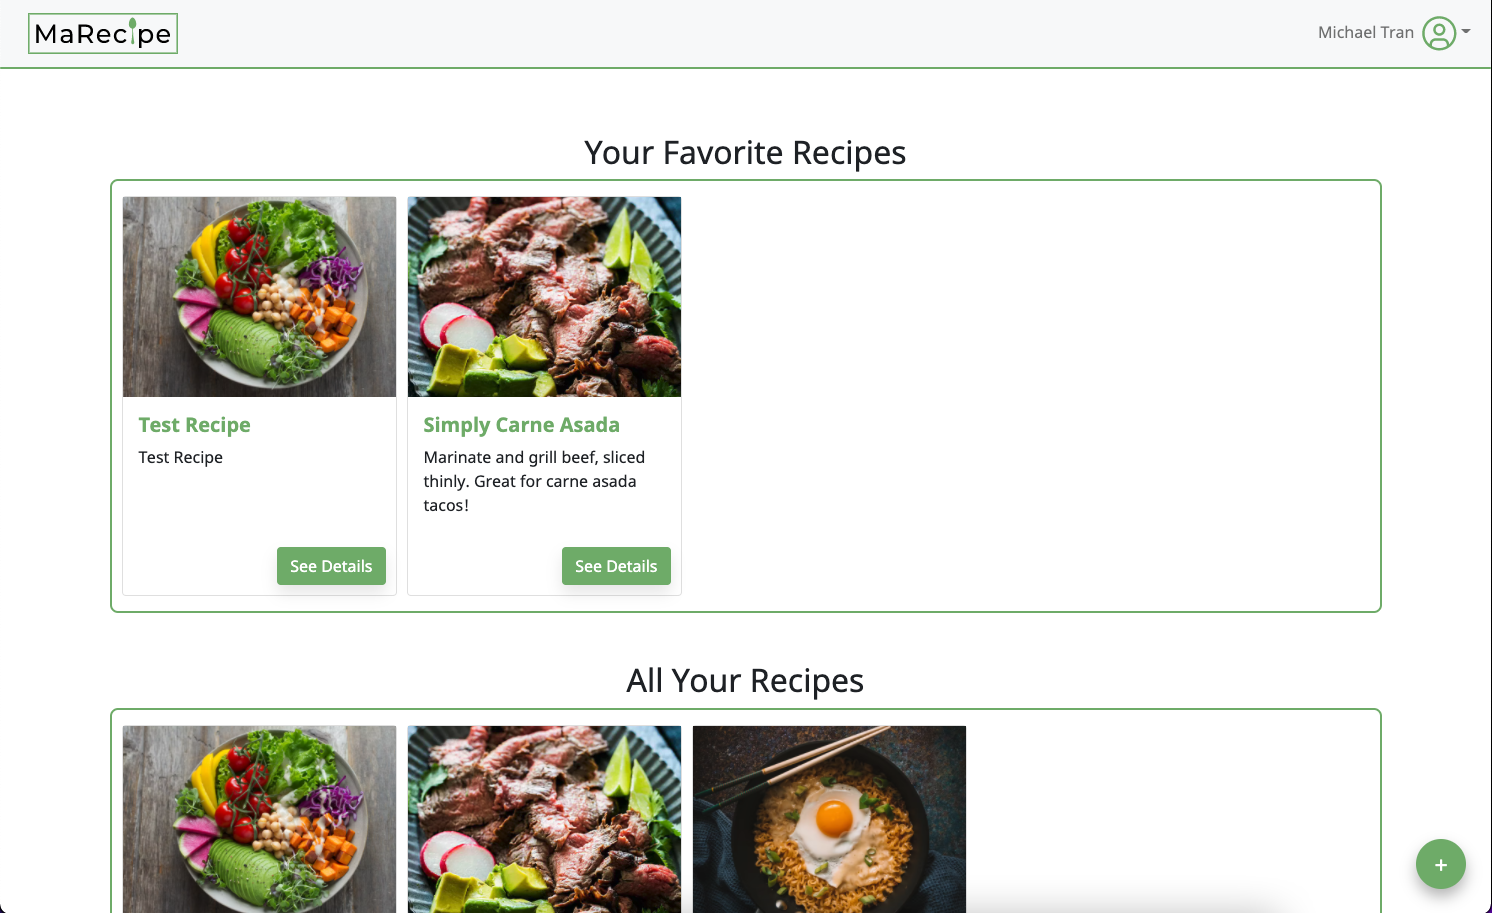 MaRecipe
Michael Tran
Your Favorite Recipes
Test Recipe
Test Recipe
See Details
Simply Carne Asada
Marinate and grill beef, sliced
thinly. Great for carne asada
tacos!
See Details
All Your Recipes
+